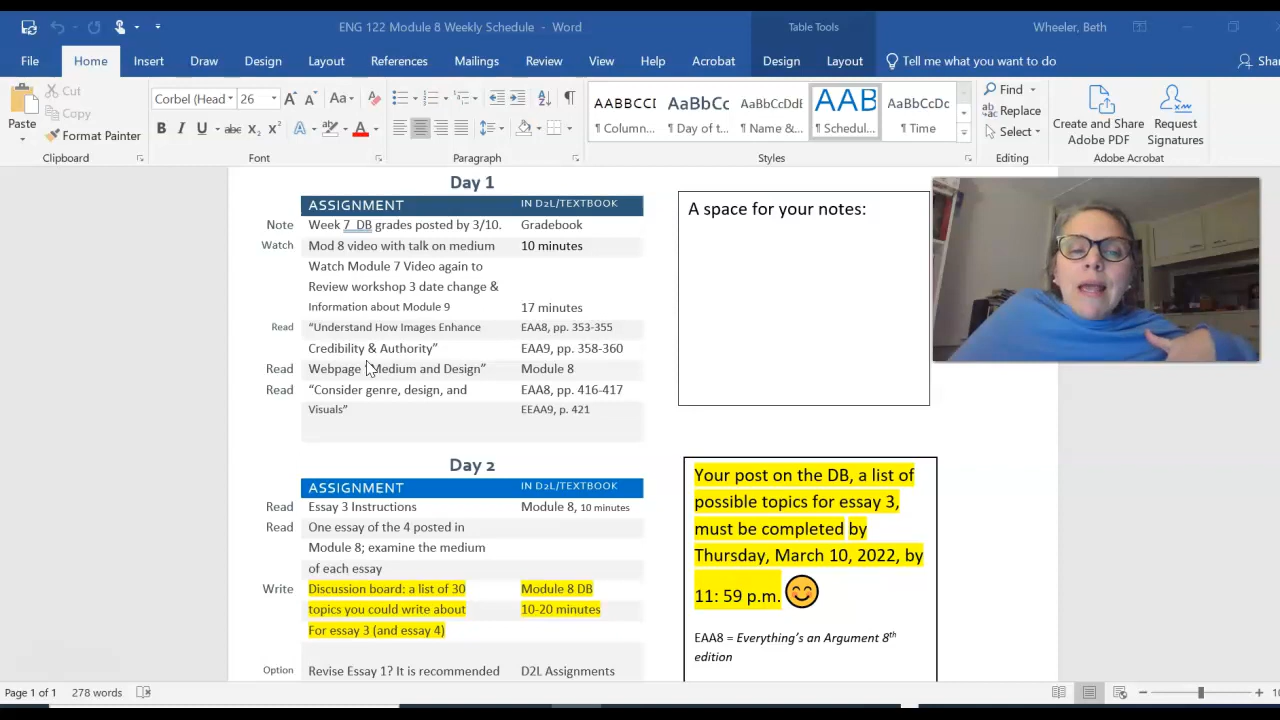 ENG 122 Module 8 Weekly Schedule - Word
Table Tools
Wheeler, Beth
File Home Insert Draw Design Layout References Mailings Review View Help Acrobat Design Layout Tell me what you want to do
Cut
Copy
Format Painter
Paste
Clipboard
Corbel (Head 26
Aa
B I U abc X₂ X² A A
Font
Paragraph
AABBCCI AaBbCc AaBbCcDdE AAB AaBbCcDc
¶ Column... ¶ Day of t... ¶ Name &... ¶ Schedul... ¶ Time
Styles
Find
Replace
Select
Editing
Create and Share
Adobe PDF
Request
Signatures
Adobe Acrobat
Day 1
ASSIGNMENT IN D2L/TEXTBOOK
Note Week 7 DB grades posted by 3/10. Gradebook
Watch Mod 8 video with talk on medium 10 minutes
Watch Module 7 Video again to
Review workshop 3 date change &
Information about Module 9 17 minutes
Read “Understand How Images Enhance EAA8, pp. 353-355
Credibility & Authority” EAA9, pp. 358-360
Read Webpage “Medium and Design” Module 8
Read “Consider genre, design, and EAA8, pp. 416-417
Visuals” EEAA9, p. 421
A space for your notes:
Day 2
ASSIGNMENT IN D2L/TEXTBOOK
Read Essay 3 Instructions Module 8, 10 minutes
Read One essay of the 4 posted in
Module 8; examine the medium
of each essay
Write Discussion board: a list of 30 Module 8 DB
topics you could write about 10-20 minutes
For essay 3 (and essay 4)
Option Revise Essay 1? It is recommended D2L Assignments
Your post on the DB, a list of
possible topics for essay 3,
must be completed by
Thursday, March 10, 2022, by
11: 59 p.m.
EAA8 = Everything’s an Argument 8th
edition
Page 1 of 1 278 words